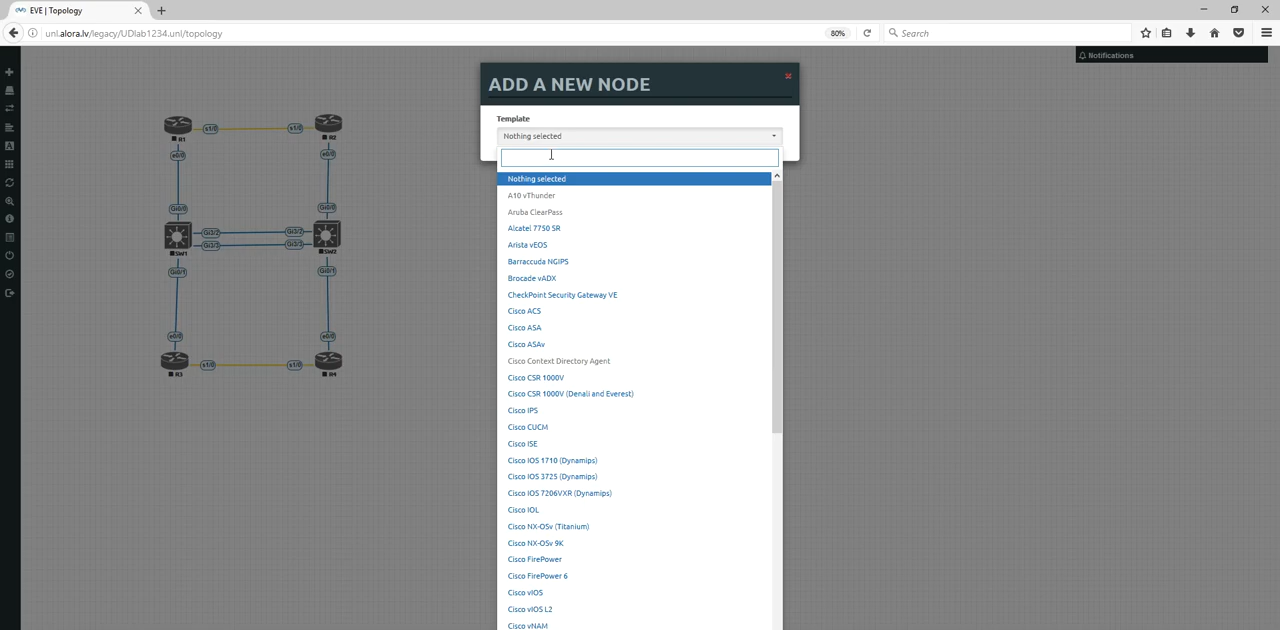 EVE | Topology
unl.alora.lv/legacy/UDlab1234.unl/topology
80%
Search
Notifications
ADD A NEW NODE
Template
Nothing selected
Nothing selected
A10 vThunder
Aruba ClearPass
Alcatel 7750 SR
Arista vEOS
Barracuda NGIPS
Brocade vADX
CheckPoint Security Gateway VE
Cisco ACS
Cisco ASA
Cisco ASAv
Cisco Context Directory Agent
Cisco CSR 1000V
Cisco CSR 1000V (Denali and Everest)
Cisco IPS
Cisco CUCM
Cisco ISE
Cisco IOS 1710 (Dynamips)
Cisco IOS 3725 (Dynamips)
Cisco IOS 7206VXR (Dynamips)
Cisco IOL
Cisco NX-OSv (Titanium)
Cisco NX-OSv 9K
Cisco FirePower
Cisco FirePower 6
Cisco vIOS
Cisco vIOS L2
Cisco vNAM
s1/0 s1/0
R1 R2
e0/0 e0/0
Gi0/0 Gi0/0
Gi3/2 Gi3/2
Gi3/3 Gi3/3
SW1 SW2
Gi0/1 Gi0/1
e0/0 e0/0
s1/0 s1/0
R3 R4